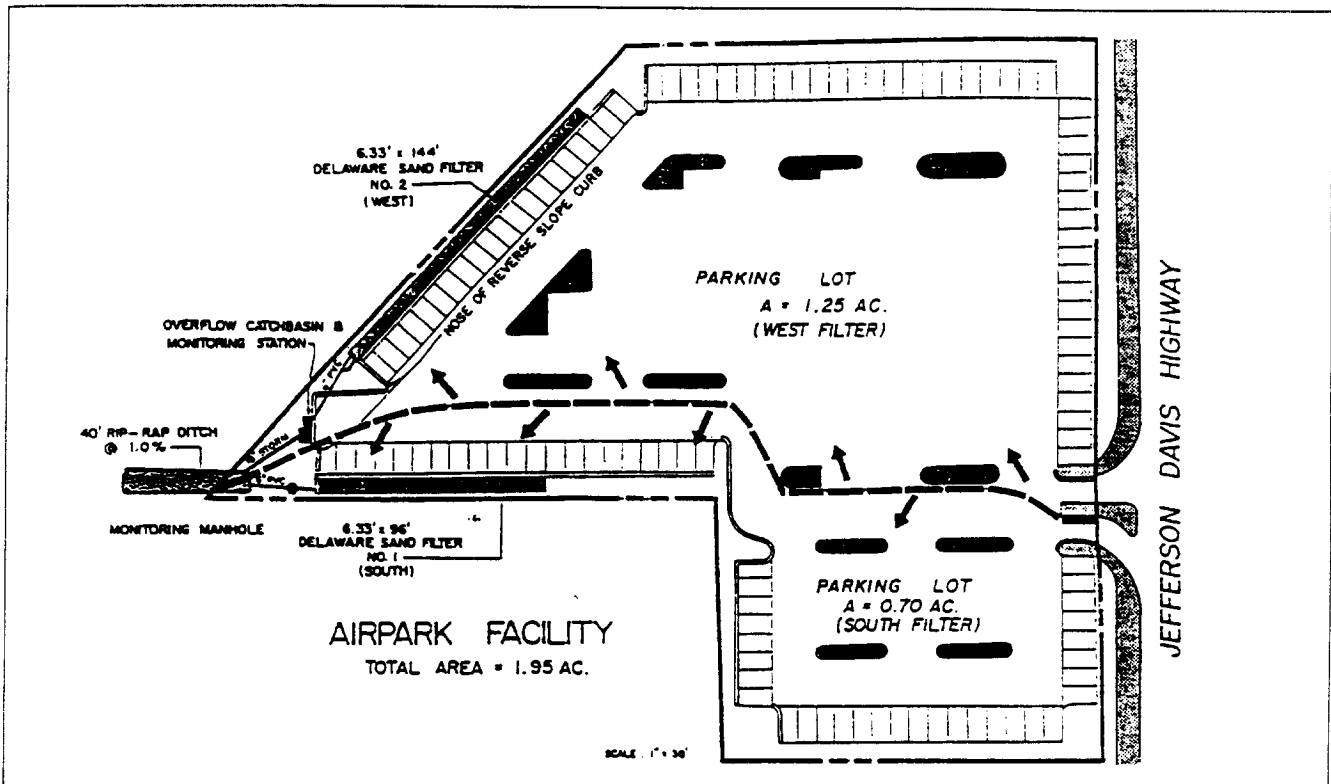 6.33' x 144'
DELAWARE SAND FILTER
NO. 2
(WEST)
NOSE OF REVERSE SLOPE CURB
PARKING LOT
A = 1.25 AC.
(WEST FILTER)
OVERFLOW CATCHBASIN &
MONITORING STATION
PVC
40' RIP-RAP DITCH
@ 1.0%
STORM
PVC
MONITORING MANHOLE
6.33' x 96'
DELAWARE SAND FILTER
NO. 1
(SOUTH)
PARKING LOT
A = 0.70 AC.
(SOUTH FILTER)
AIRPARK FACILITY
TOTAL AREA = 1.95 AC.
JEFFERSON DAVIS HIGHWAY
SCALE : 1" =